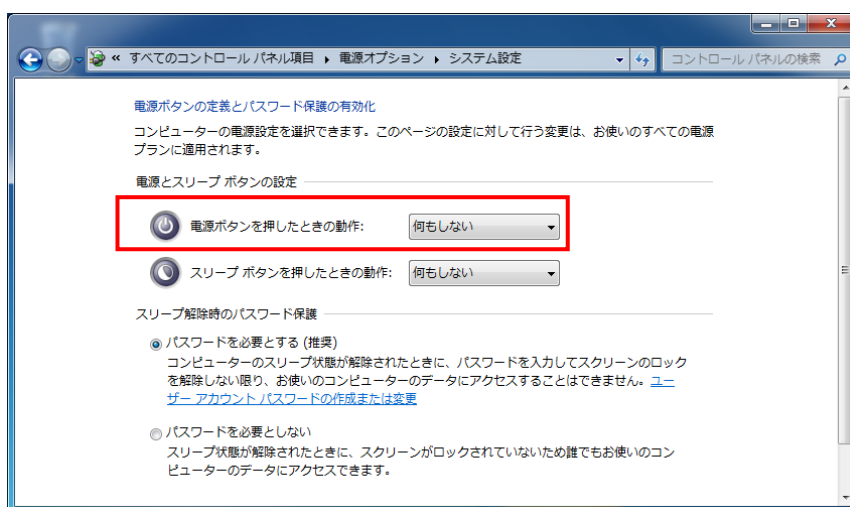 « すべてのコントロール パネル項目 ▸ 電源オプション ▸ システム設定
コントロール パネルの検索
電源ボタンの定義とパスワード保護の有効化
コンピューターの電源設定を選択できます。このページの設定に対して行う変更は、お使いのすべての電源
プランに適用されます。
電源とスリープ ボタンの設定
電源ボタンを押したときの動作: 何もしない
スリープ ボタンを押したときの動作: 何もしない
スリープ解除時のパスワード保護
パスワードを必要とする (推奨)
コンピューターのスリープ状態が解除されたときに、パスワードを入力してスクリーンのロック
を解除しない限り、お使いのコンピューターのデータにアクセスすることはできません。ユー
ザー アカウント パスワードの作成または変更
パスワードを必要としない
スリープ状態が解除されたときに、スクリーンがロックされていないため誰でもお使いのコン
ピューターのデータにアクセスできます。